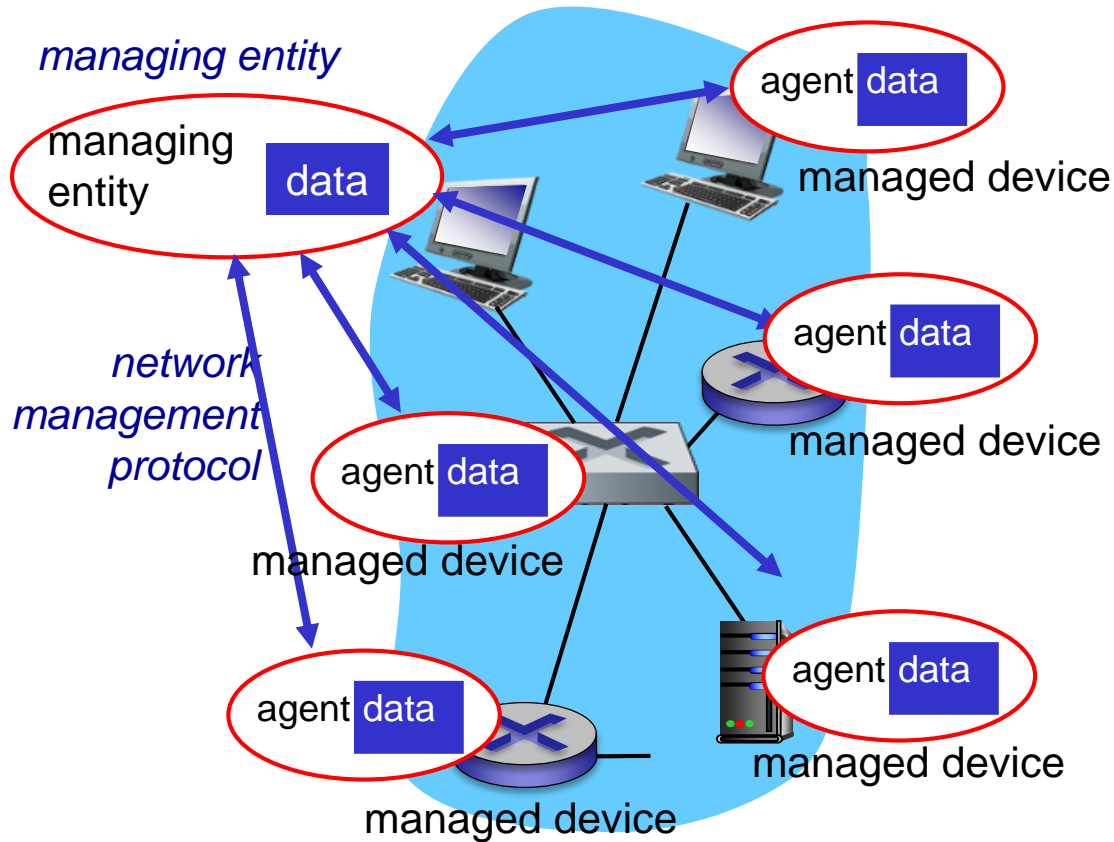 managing entity
managing
entity
data
agent data
managed device
agent data
managed device
network
management
protocol
agent data
managed device
agent data
managed device
agent data
managed device